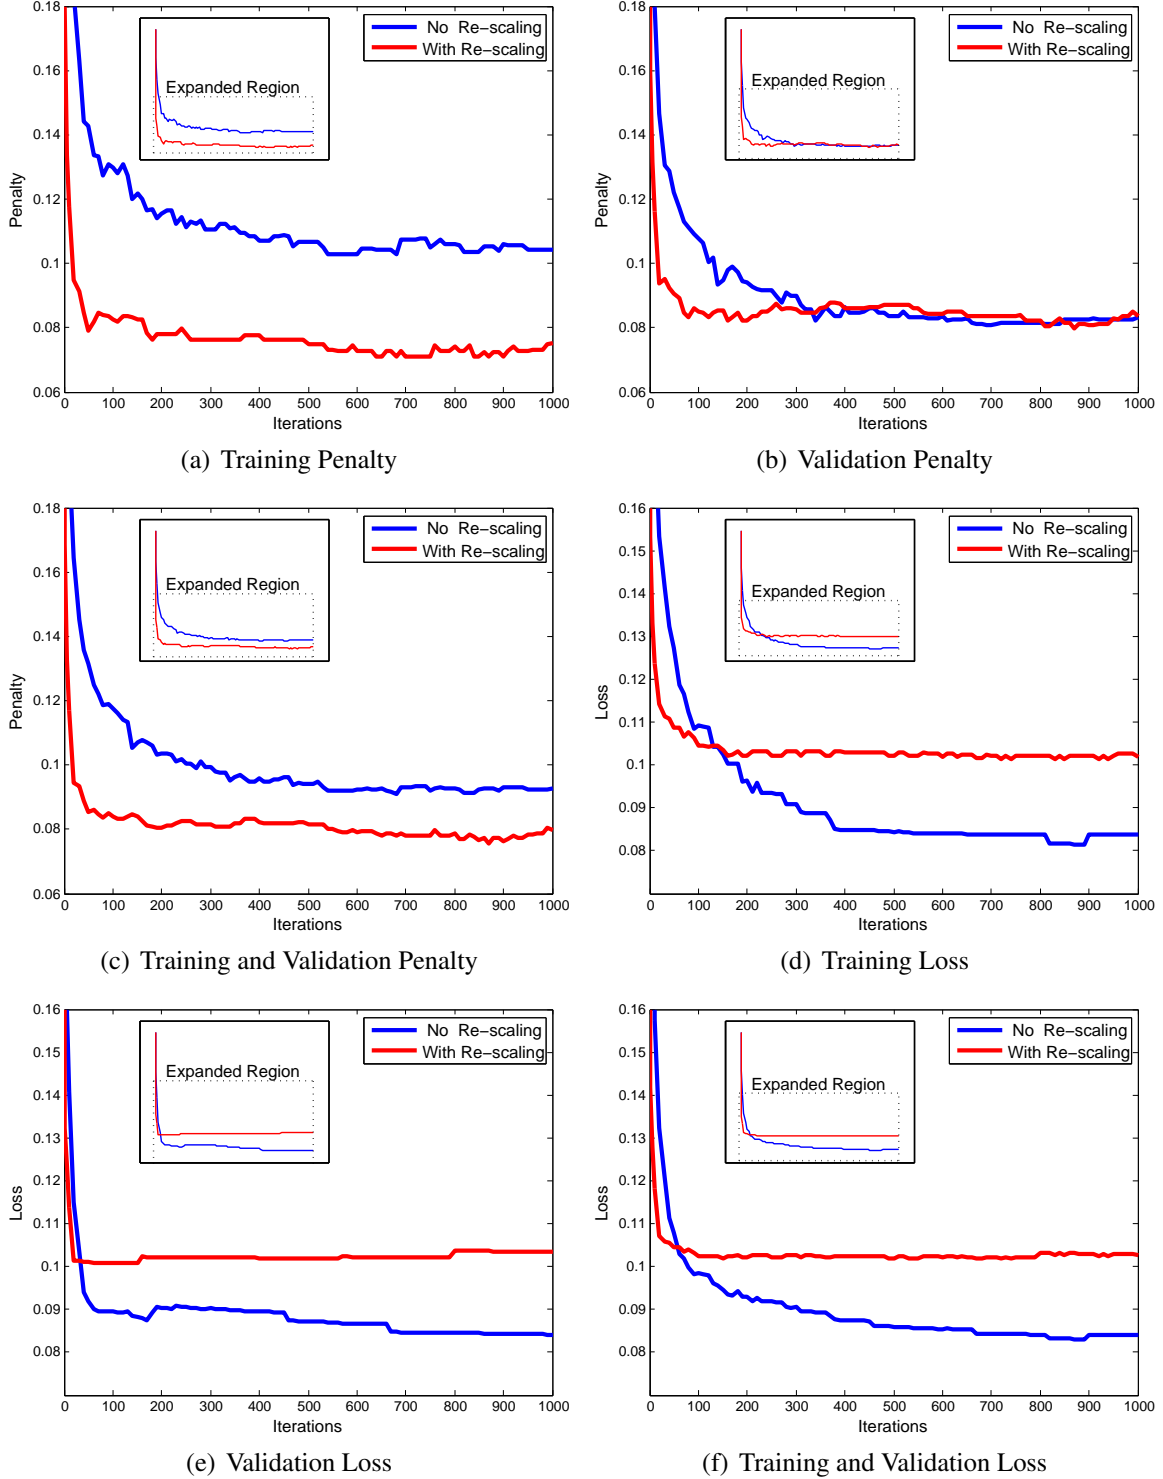 0.18
0.16
0.14
0.12
0.1
0.08
0.06
Penalty
No Re-scaling
With Re-scaling
Expanded Region
0 100 200 300 400 500 600 700 800 900 1000
Iterations
(a) Training Penalty
0.18
0.16
0.14
0.12
0.1
0.08
0.06
Penalty
No Re-scaling
With Re-scaling
Expanded Region
0 100 200 300 400 500 600 700 800 900 1000
Iterations
(b) Validation Penalty
0.18
0.16
0.14
0.12
0.1
0.08
0.06
Penalty
No Re-scaling
With Re-scaling
Expanded Region
0 100 200 300 400 500 600 700 800 900 1000
Iterations
(c) Training and Validation Penalty
0.16
0.15
0.14
0.13
0.12
0.11
0.1
0.09
0.08
Loss
No Re-scaling
With Re-scaling
Expanded Region
0 100 200 300 400 500 600 700 800 900 1000
Iterations
(d) Training Loss
0.16
0.15
0.14
0.13
0.12
0.11
0.1
0.09
0.08
Loss
No Re-scaling
With Re-scaling
Expanded Region
0 100 200 300 400 500 600 700 800 900 1000
Iterations
(e) Validation Loss
0.16
0.15
0.14
0.13
0.12
0.11
0.1
0.09
0.08
Loss
No Re-scaling
With Re-scaling
Expanded Region
0 100 200 300 400 500 600 700 800 900 1000
Iterations
(f) Training and Validation Loss